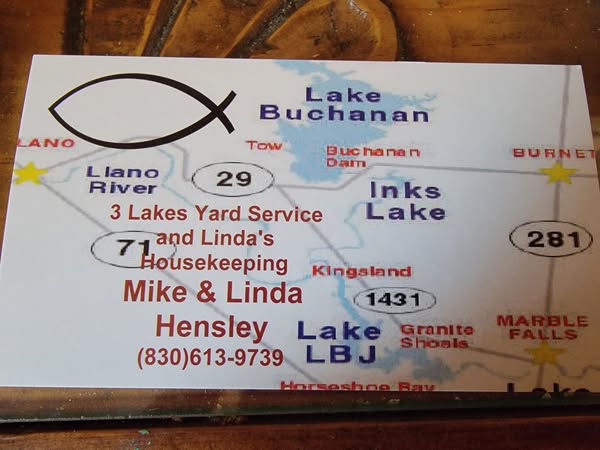 Lake
Buchanan
LANO
Tow
Buchanan
Dam
BURNET
Llano
River
29
Inks
Lake
3 Lakes Yard Service
71
and Linda's
281
Housekeeping
Kingsland
Mike & Linda
1431
Hensley
Lake
LBJ
Granite
Shoals
MARBLE
FALLS
(830)613-9739
Horseshoe Bay
Lake